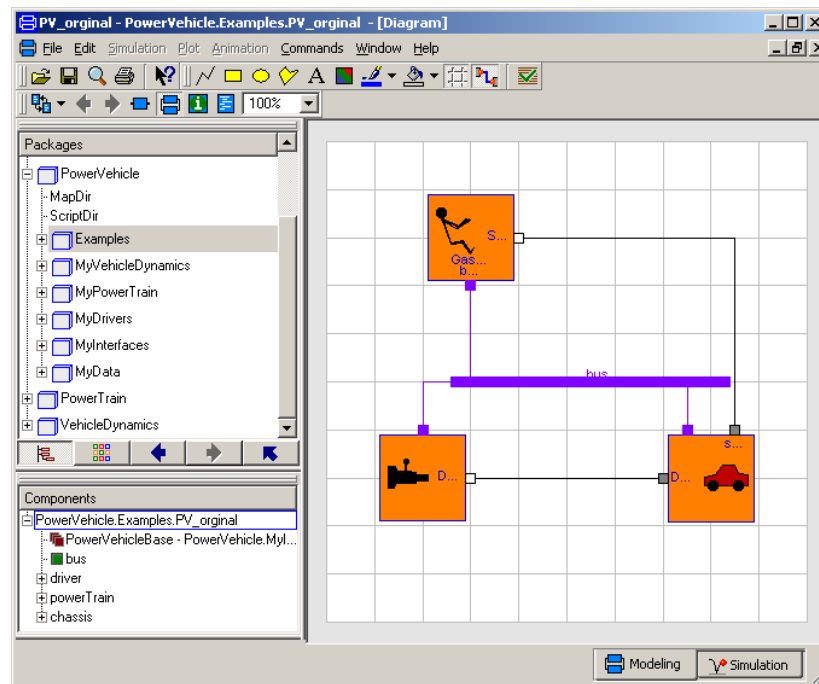 PV_orginal - PowerVehicle.Examples.PV_orginal - [Diagram]
File Edit Simulation Plot Animation Commands Window Help
A
100%
Packages
PowerVehicle
MapDir
ScriptDir
Examples
MyVehicleDynamics
MyPowerTrain
MyDrivers
MyInterfaces
MyData
PowerTrain
VehicleDynamics
Components
PowerVehicle.Examples.PV_orginal
PowerVehicleBase - PowerVehicle.MyI...
bus
driver
powerTrain
chassis
S...
Gas...
b...
bus
s...
D...
D...
Modeling
Simulation